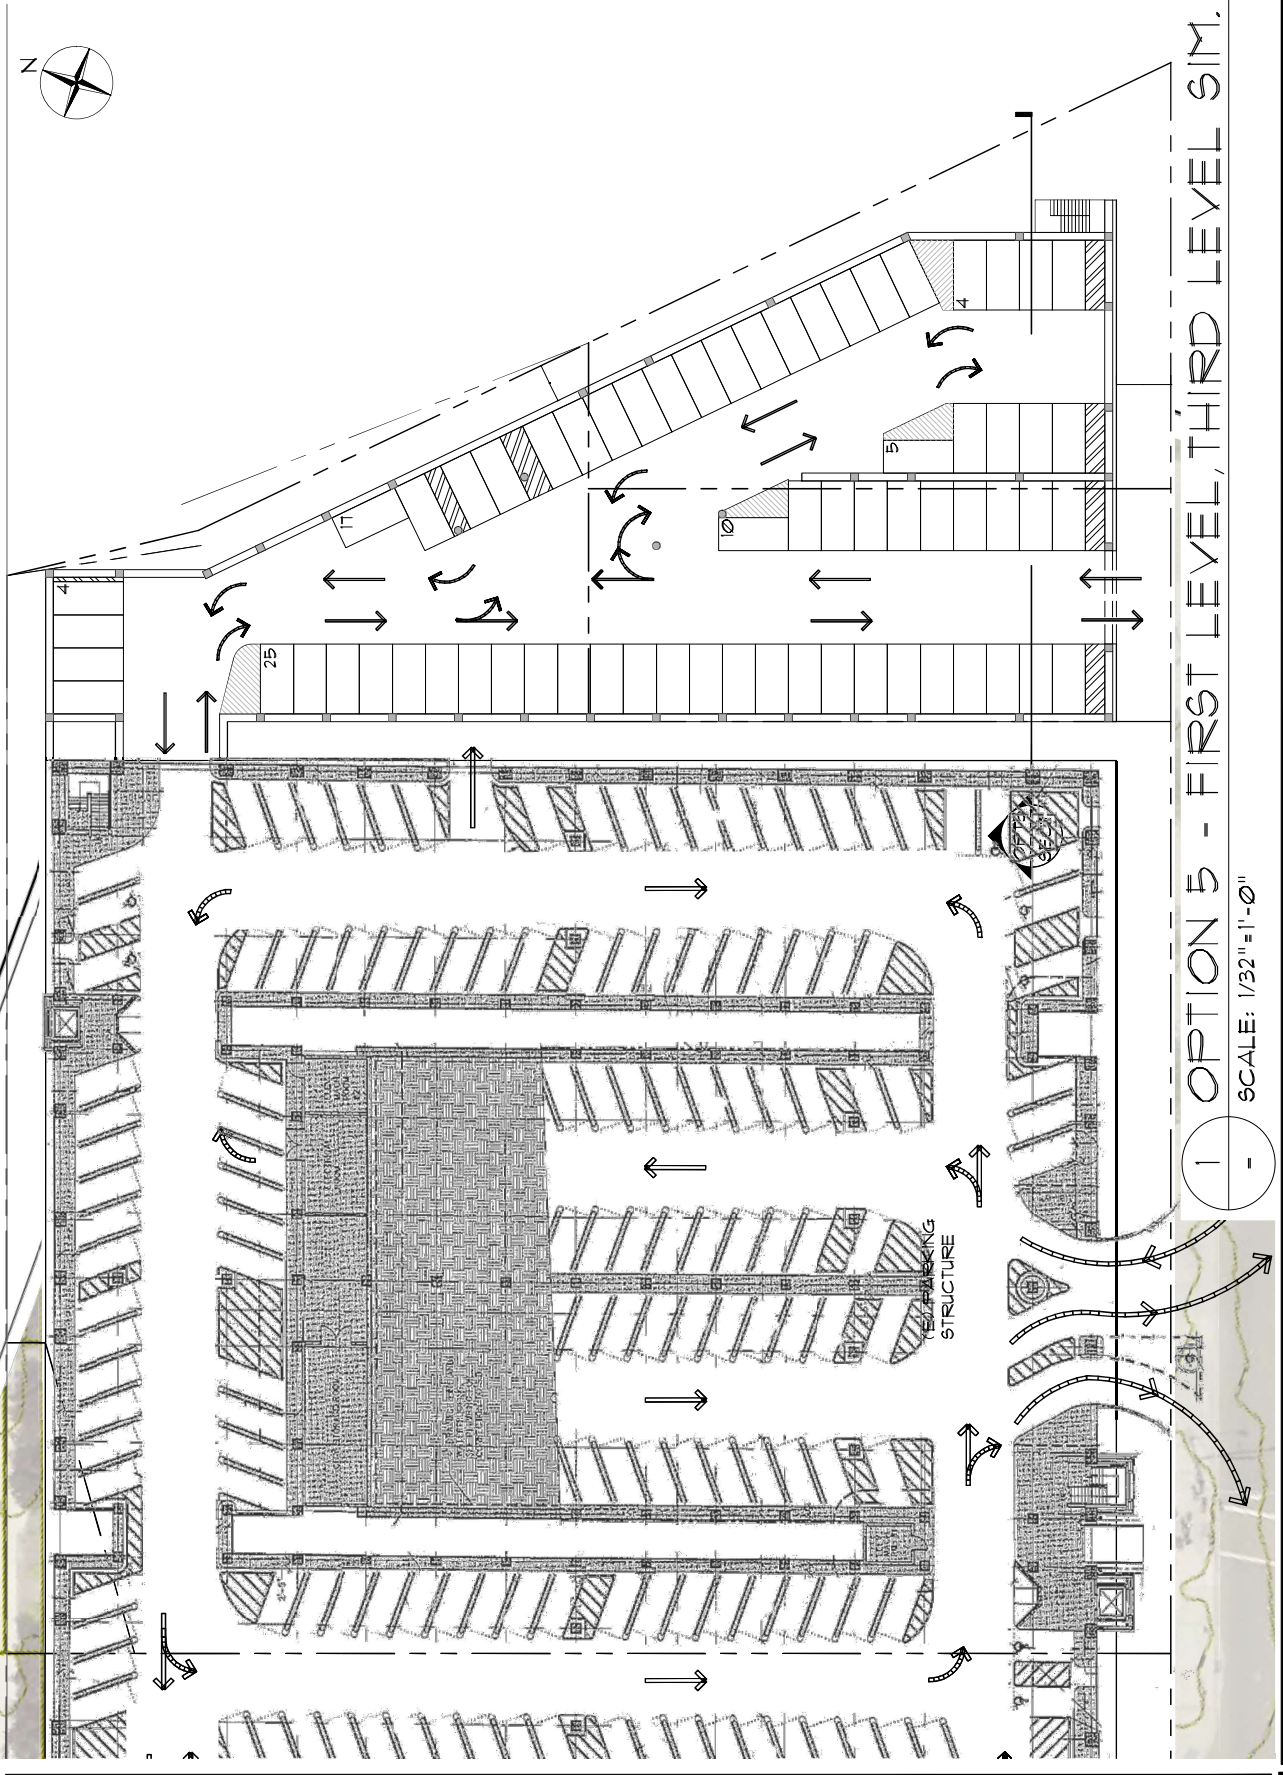 N
4
17
4
5
10
25
(E) PARKING
STRUCTURE
1
-
OPTION 5 - FIRST LEVEL, THIRD LEVEL SIM.
SCALE: 1/32"=1'-0"